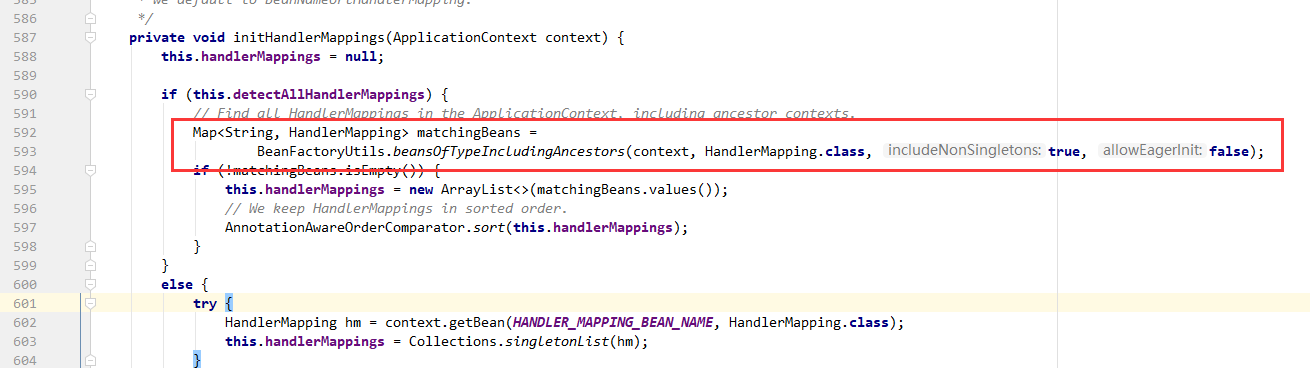 585 * We default to BeanNameUrlHandlerMapping.
586 */
587 private void initHandlerMappings(ApplicationContext context) {
588 this.handlerMappings = null;
589
590 if (this.detectAllHandlerMappings) {
591 // Find all HandlerMappings in the ApplicationContext, including ancestor contexts.
592 Map<String, HandlerMapping> matchingBeans =
593 BeanFactoryUtils.beansOfTypeIncludingAncestors(context, HandlerMapping.class, includeNonSingletons: true, allowEagerInit: false);
594 if (!matchingBeans.isEmpty()) {
595 this.handlerMappings = new ArrayList<>(matchingBeans.values());
596 // We keep HandlerMappings in sorted order.
597 AnnotationAwareOrderComparator.sort(this.handlerMappings);
598 }
599 }
600 else {
601 try {
602 HandlerMapping hm = context.getBean(HANDLER_MAPPING_BEAN_NAME, HandlerMapping.class);
603 this.handlerMappings = Collections.singletonList(hm);
604 }